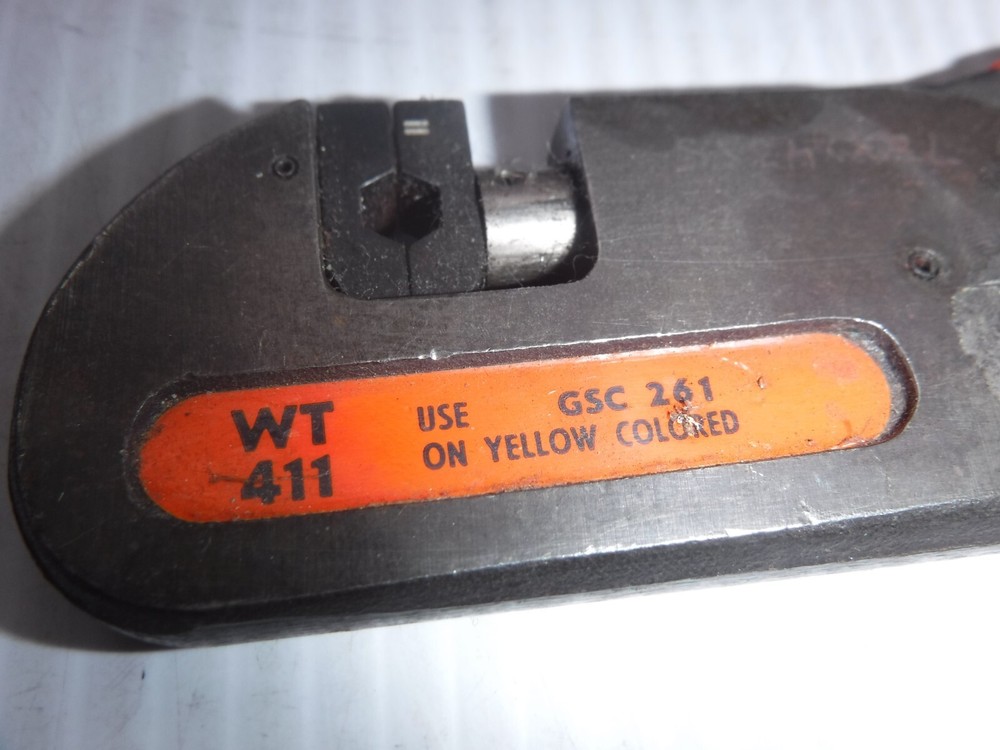 WT
411
USE GSC 261
ON YELLOW COLORED